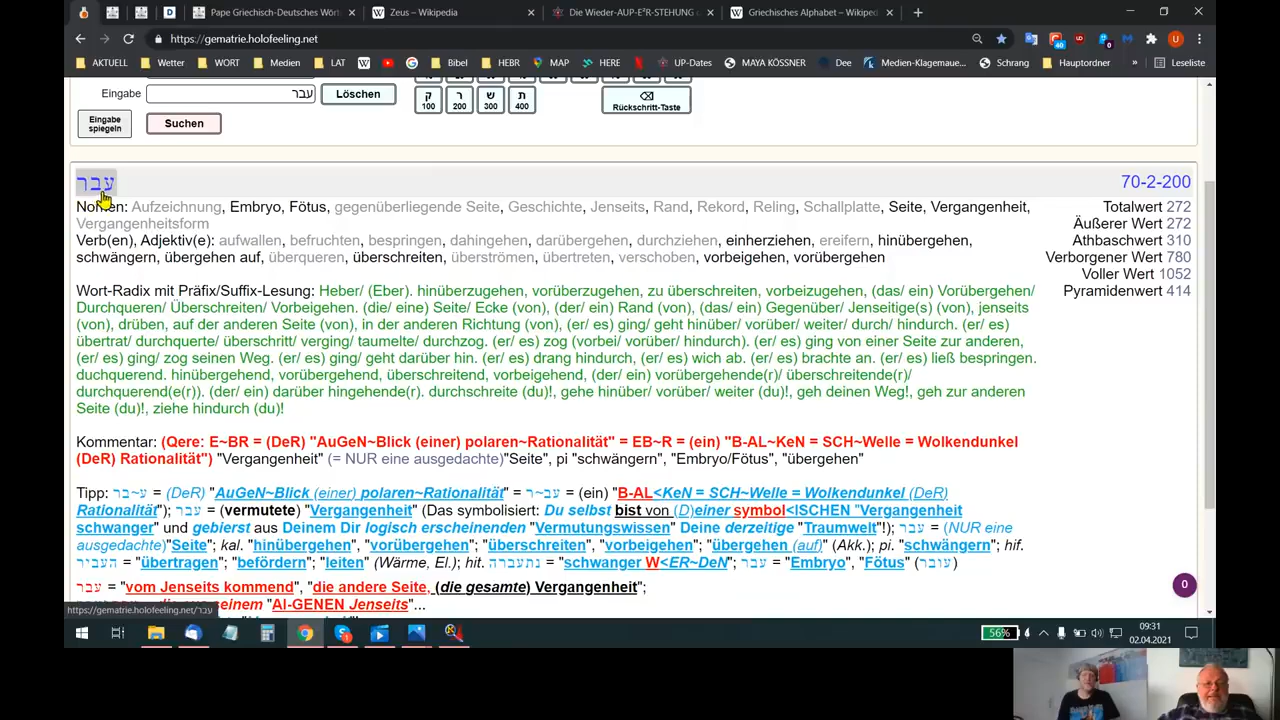 Pape Griechisch-Deutsches Wört
Zeus – Wikipedia
Die Wieder-AUP-E²R-STEHUNG
Griechisches Alphabet – Wikiped
https://gematrie.holofeeling.net
AKTUELL Wetter WORT Medien LAT Bibel HEBR MAP HERE UP-Dates MAYA KÖSSNER Dee Medien-Klagemaue... Schrang Hauptordner » Leseliste
Eingabe עבר Löschen
ק 100 ר 200 ש 300 ת 400 Rückschritt-Taste
Eingabe spiegeln Suchen
עבר 70-2-200
Nomen: Aufzeichnung, Embryo, Fötus, gegenüberliegende Seite, Geschichte, Jenseits, Rand, Rekord, Reling, Schallplatte, Seite, Vergangenheit,
Vergangenheitsform
Verb(en), Adjektiv(e): aufwallen, befruchten, bespringen, dahingehen, darübergehen, durchziehen, einherziehen, ereifern, hinübergehen,
schwängern, übergehen auf, überqueren, überschreiten, überströmen, übertreten, verschoben, vorbeigehen, vorübergehen
Totalwert 272
Äußerer Wert 272
Athbaschwert 310
Verborgener Wert 780
Voller Wert 1052
Pyramidenwert 414
Wort-Radix mit Präfix/Suffix-Lesung: Heber/ (Eber). hinüberzugehen, vorüberzugehen, zu überschreiten, vorbeizugehen, (das/ ein) Vorübergehen/
Durchqueren/ Überschreiten/ Vorbeigehen. (die/ eine) Seite/ Ecke (von), (der/ ein) Rand (von), (das/ ein) Gegenüber/ Jenseitige(s) (von), jenseits
(von), drüben, auf der anderen Seite (von), in der anderen Richtung (von), (er/ es) ging/ geht hinüber/ vorüber/ weiter/ durch/ hindurch. (er/ es)
übertrat/ durchquerte/ überschritt/ verging/ taumelte/ durchzog. (er/ es) zog (vorbei/ vorüber/ hindurch). (er/ es) ging von einer Seite zur anderen,
(er/ es) ging/ zog seinen Weg. (er/ es) ging/ geht darüber hin. (er/ es) drang hindurch, (er/ es) wich ab. (er/ es) brachte an. (er/ es) ließ bespringen.
duchquerend. hinübergehend, vorübergehend, überschreitend, vorbeigehend, (der/ ein) vorübergehende(r)/ überschreitende(r)/
durchquerend(e(r)). (der/ ein) darüber hingehende(r). durchschreite (du)!, gehe hinüber/ vorüber/ weiter (du)!, geh deinen Weg!, geh zur anderen
Seite (du)!, ziehe hindurch (du)!
Kommentar: (Qere: E~BR = (DeR) "AuGeN~Blick (einer) polaren~Rationalität" = EB~R = (ein) "B-AL~KeN = SCH~Welle = Wolkendunkel
(DeR) Rationalität") "Vergangenheit" (= NUR eine ausgedachte)"Seite", pi "schwängern", "Embryo/Fötus", "übergehen"
Tipp: ע~בר = (DeR) "AuGeN~Blick (einer) polaren~Rationalität" = עב~ר = (ein) "B-AL<KeN = SCH~Welle = Wolkendunkel (DeR)
Rationalität"); עבר = (vermutete) "Vergangenheit" (Das symbolisiert: Du selbst bist von (D)einer symbol<ISCHEN "Vergangenheit
schwanger" und gebierst aus Deinem Dir logisch erscheinenden "Vermutungswissen" Deine derzeitige "Traumwelt"!); עבר = (NUR eine
ausgedachte)"Seite"; kal. "hinübergehen", "vorübergehen", "überschreiten", "vorbeigehen"; "übergehen (auf)" (Akk.); pi. "schwängern"; hif.
העביר "übertragen", "befördern"; "leiten" (Wärme, El.); hit. נתעברה "schwanger W<ER~DeN"; עבר = "Embryo", "Fötus" (עובר)
עבר = "vom Jenseits kommend", "die andere Seite, (die gesamte) Vergangenheit";
seinem "AI-GENEN Jenseits"...
https://gematrie.holofeeling.net/עבר
0
56%
09:31
02.04.2021